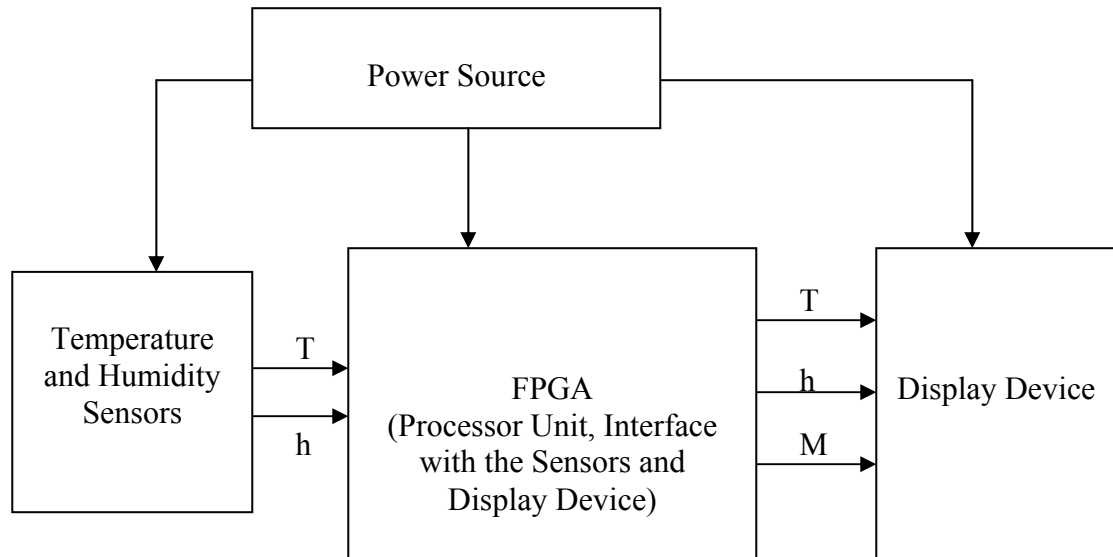 Power Source
Temperature
and Humidity
Sensors
T
h
FPGA
(Processor Unit, Interface
with the Sensors and
Display Device)
T
h
M
Display Device